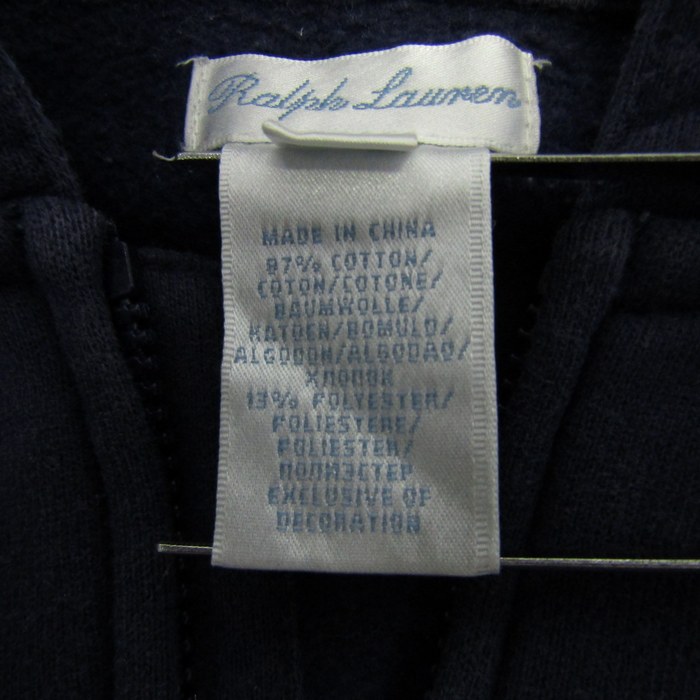 Ralph Lauren
MADE IN CHINA
87% COTTON/
COTON/COTONE/
BAUMWOLLE/
KATOEN/ROMULO/
ALGODON/ALGODAO/
ХЛОПОК
13% POLYESTER/
POLIESTERE/
POLIESTER/
ПОЛИЭСТЕР
EXCLUSIVE OF
DECORATION